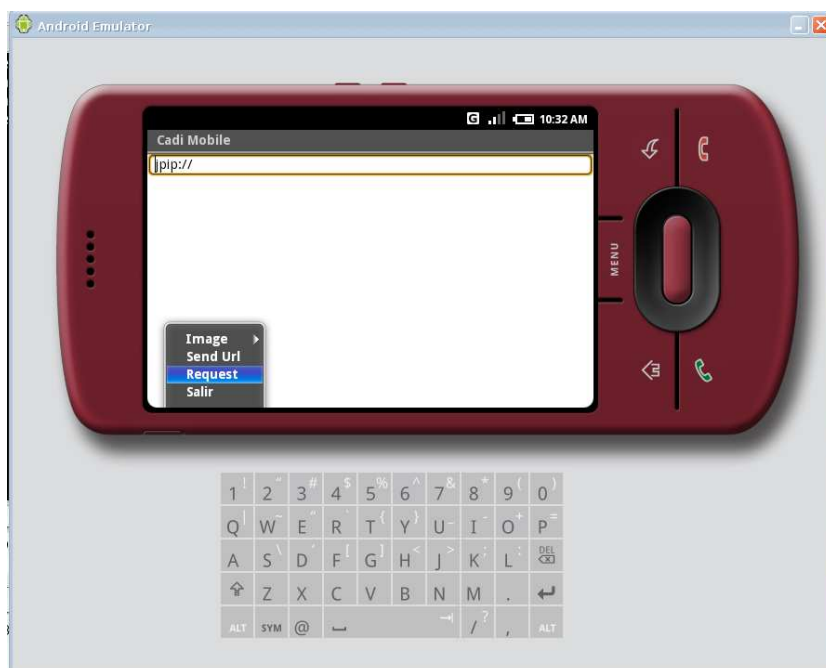 Android Emulator
G 10:32 AM
Cadi Mobile
jpip://
Image
Send Url
Request
Salir
MENU
1 ! 2 " 3 # 4 $ 5 % 6 ^ 7 & 8 * 9 ( 0 )
Q | W ~ E " R ` T { Y } U _ I - O + P =
A S \ D ' F [ G ] H < J > K ; L : DEL
Z X C V B N M .
ALT SYM @ / ? , ALT